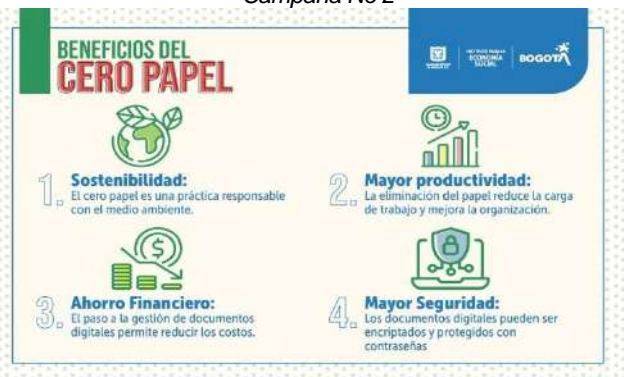 Campaña No 2
BENEFICIOS DEL
CERO PAPEL
ECONOMÍA
SOCIAL
BOGOTÁ
1. Sostenibilidad:
El cero papel es una práctica responsable
con el medio ambiente.
2. Mayor productividad:
La eliminación del papel reduce la carga
de trabajo y mejora la organización.
3. Ahorro Financiero:
El paso a la gestión de documentos
digitales permite reducir los costos.
4. Mayor Seguridad:
Los documentos digitales pueden ser
encriptados y protegidos con
contraseñas